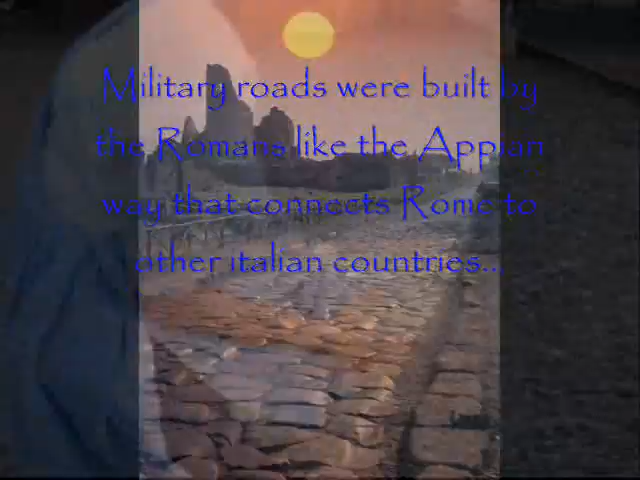 Military roads were built by
the Romans like the Appian
way that connects Rome to
other italian countries..